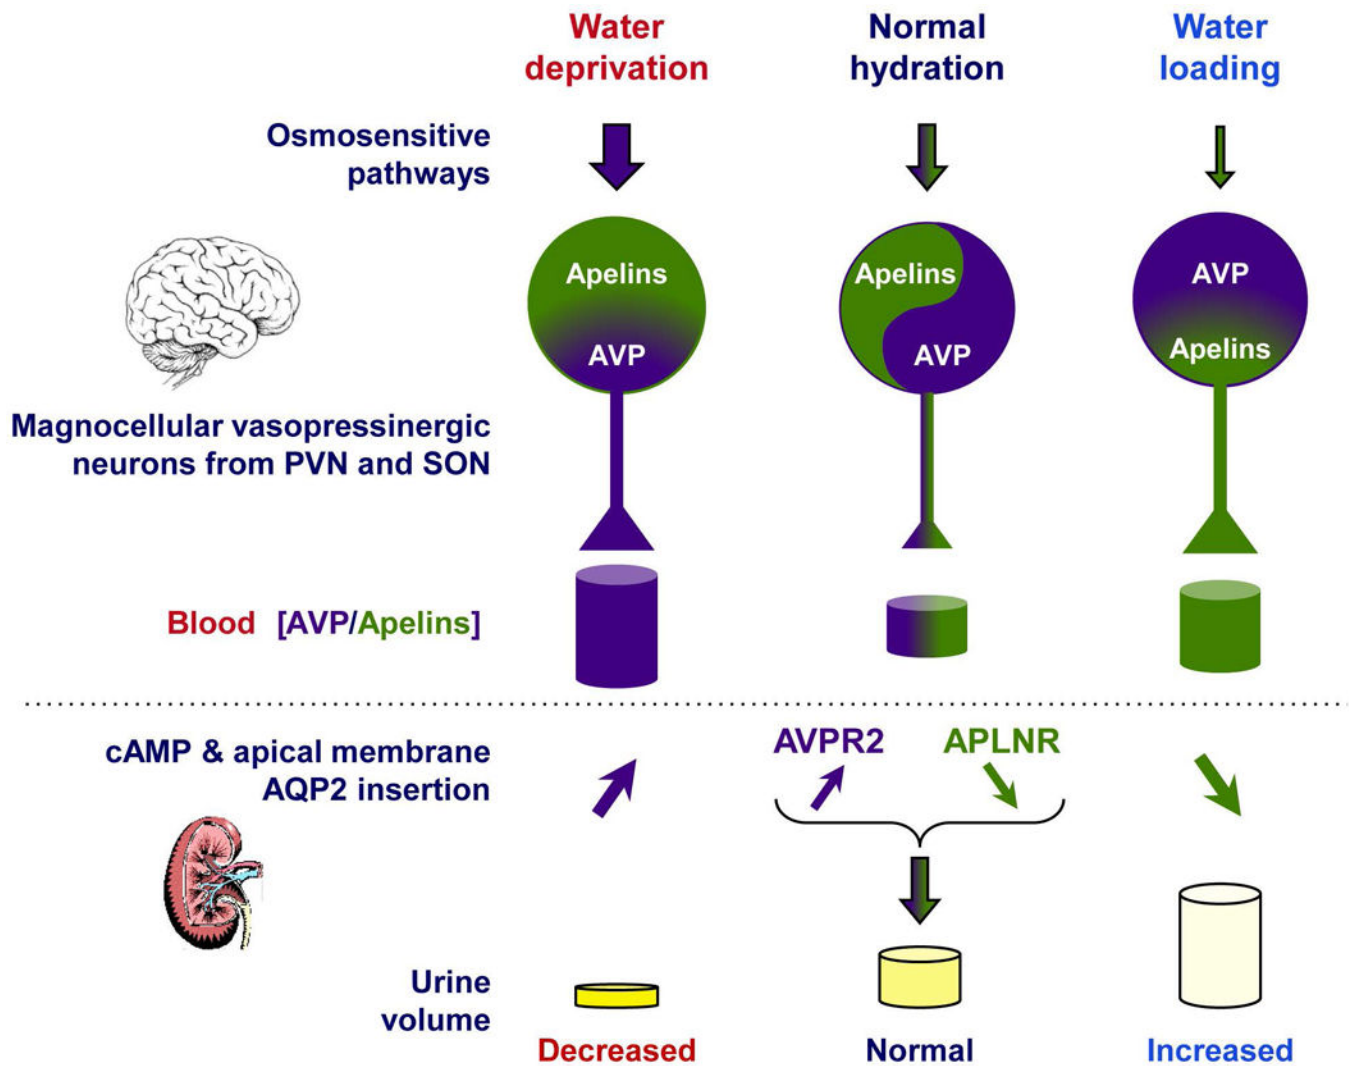 Water
deprivation
Normal
hydration
Water
loading
Osmosensitive
pathways
Apelins
AVP
Apelins
AVP
AVP
Apelins
Magnocellular vasopressinergic
neurons from PVN and SON
Blood [AVP/Apelins]
cAMP & apical membrane
AQP2 insertion
AVPR2
APLNR
Urine
volume
Decreased
Normal
Increased